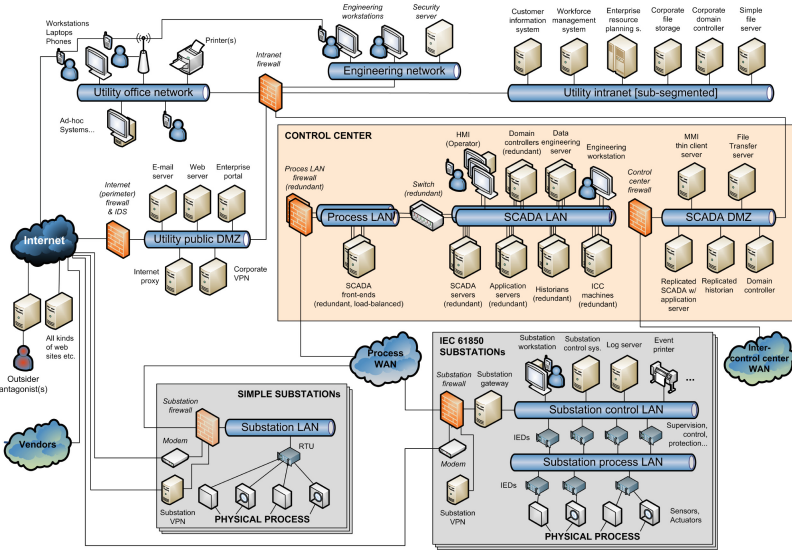 Workstations
Laptops
Phones
Printer(s)
Intranet
firewall
Engineering
workstations
Security
server
Engineering network
Customer
information
system
Workforce
management
system
Enterprise
resource
planning s.
Corporate
file
storage
Corporate
domain
controller
Simple
file
server
Utility office network
Utility intranet [sub-segmented]
Ad-hoc
Systems...
Internet
(perimeter)
firewall
& IDS
E-mail
server
Web
server
Enterprise
portal
Internet
Utility public DMZ
Internet
proxy
Corporate
VPN
All kinds
of web
sites etc.
Outsider
antagonist(s)
Vendors
CONTROL CENTER
Proces LAN
firewall
(redundant)
Switch
(redundant)
HMI
(Operator)
Domain
controllers
(redundant)
Data
engineering
server
Engineering
workstation
Control
center
firewall
MMI
thin client
server
File
Transfer
server
Process LAN
SCADA LAN
SCADA DMZ
SCADA
front-ends
(redundant, load-balanced)
SCADA
servers
(redundant)
Application
servers
(redundant)
Historians
(redundant)
ICC
machines
(redundant)
Replicated
SCADA w/
application
server
Replicated
historian
Domain
controller
Process
WAN
Inter-
control center
WAN
SIMPLE SUBSTATIONs
Substation
firewall
Substation LAN
Modem
RTU
Substation
VPN
PHYSICAL PROCESS
IEC 61850
SUBSTATIONs
Substation
workstation
Substation
control sys.
Log server
Event
printer
...
Substation
firewall
Substation
gateway
Substation control LAN
IEDs
Supervision,
control,
protection...
Modem
Substation process LAN
IEDs
Substation
VPN
Sensors,
Actuators
PHYSICAL PROCESS